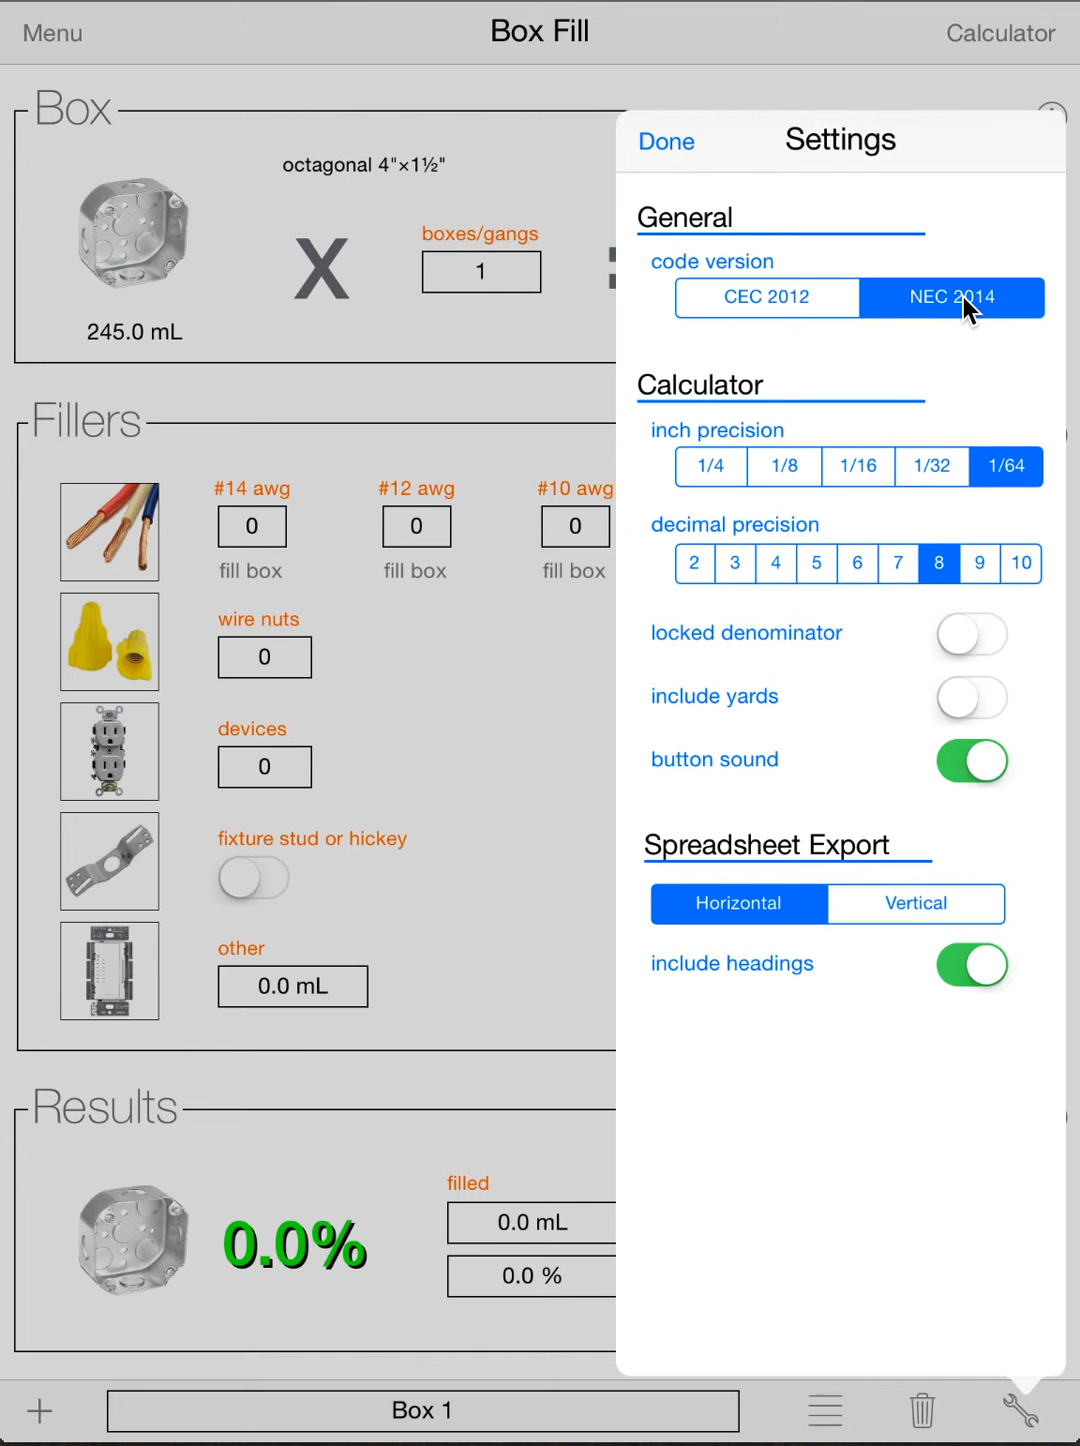 Menu
Box Fill
Calculator
Box
octagonal 4"×1½"
X
boxes/gangs
1
245.0 mL
Fillers
#14 awg
#12 awg
#10 awg
0
0
0
fill box
fill box
fill box
wire nuts
0
devices
0
fixture stud or hickey
other
0.0 mL
Results
0.0%
filled
0.0 mL
0.0 %
Box 1
Done
Settings
General
code version
CEC 2012
NEC 2014
Calculator
inch precision
1/4
1/8
1/16
1/32
1/64
decimal precision
2
3
4
5
6
7
8
9
10
locked denominator
include yards
button sound
Spreadsheet Export
Horizontal
Vertical
include headings